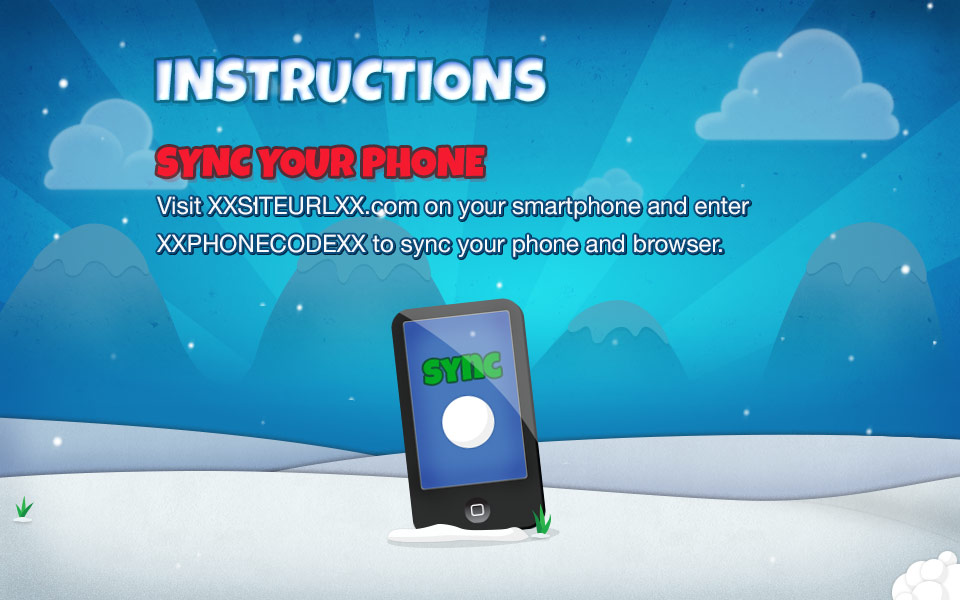 INSTRUCTIONS
SYNC YOUR PHONE
Visit XXSITEURLXX.com on your smartphone and enter
XXPHONECODEXX to sync your phone and browser.
SYNC